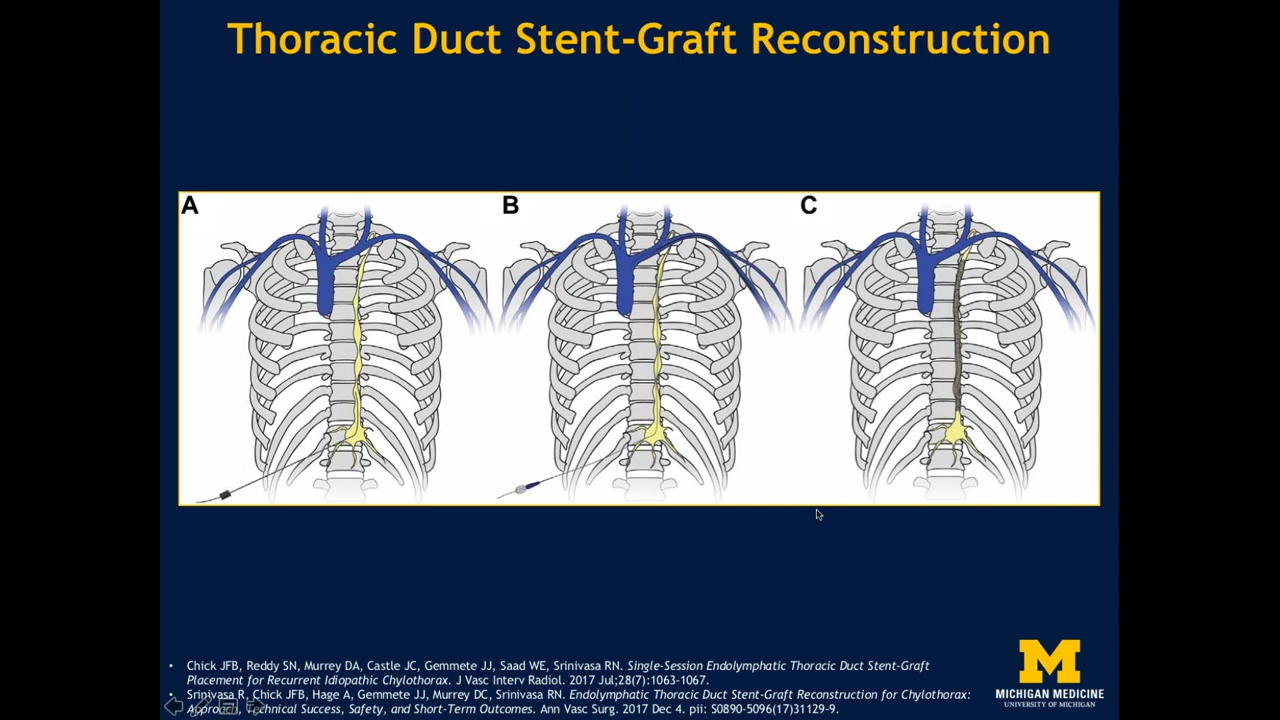 Thoracic Duct Stent-Graft Reconstruction
A
B
C
• Chick JFB, Reddy SN, Murrey DA, Castle JC, Gemmete JJ, Saad WE, Srinivasa RN. Single-Session Endolymphatic Thoracic Duct Stent-Graft
Placement for Recurrent Idiopathic Chylothorax. J Vasc Interv Radiol. 2017 Jul;28(7):1063-1067.
• Srinivasa R, Chick JFB, Hage A, Gemmete JJ, Murrey DC, Srinivasa RN. Endolymphatic Thoracic Duct Stent-Graft Reconstruction for Chylothorax:
Approach, Technical Success, Safety, and Short-Term Outcomes. Ann Vasc Surg. 2017 Dec 4. pii: S0890-5096(17)31129-9.
M
MICHIGAN MEDICINE
UNIVERSITY OF MICHIGAN